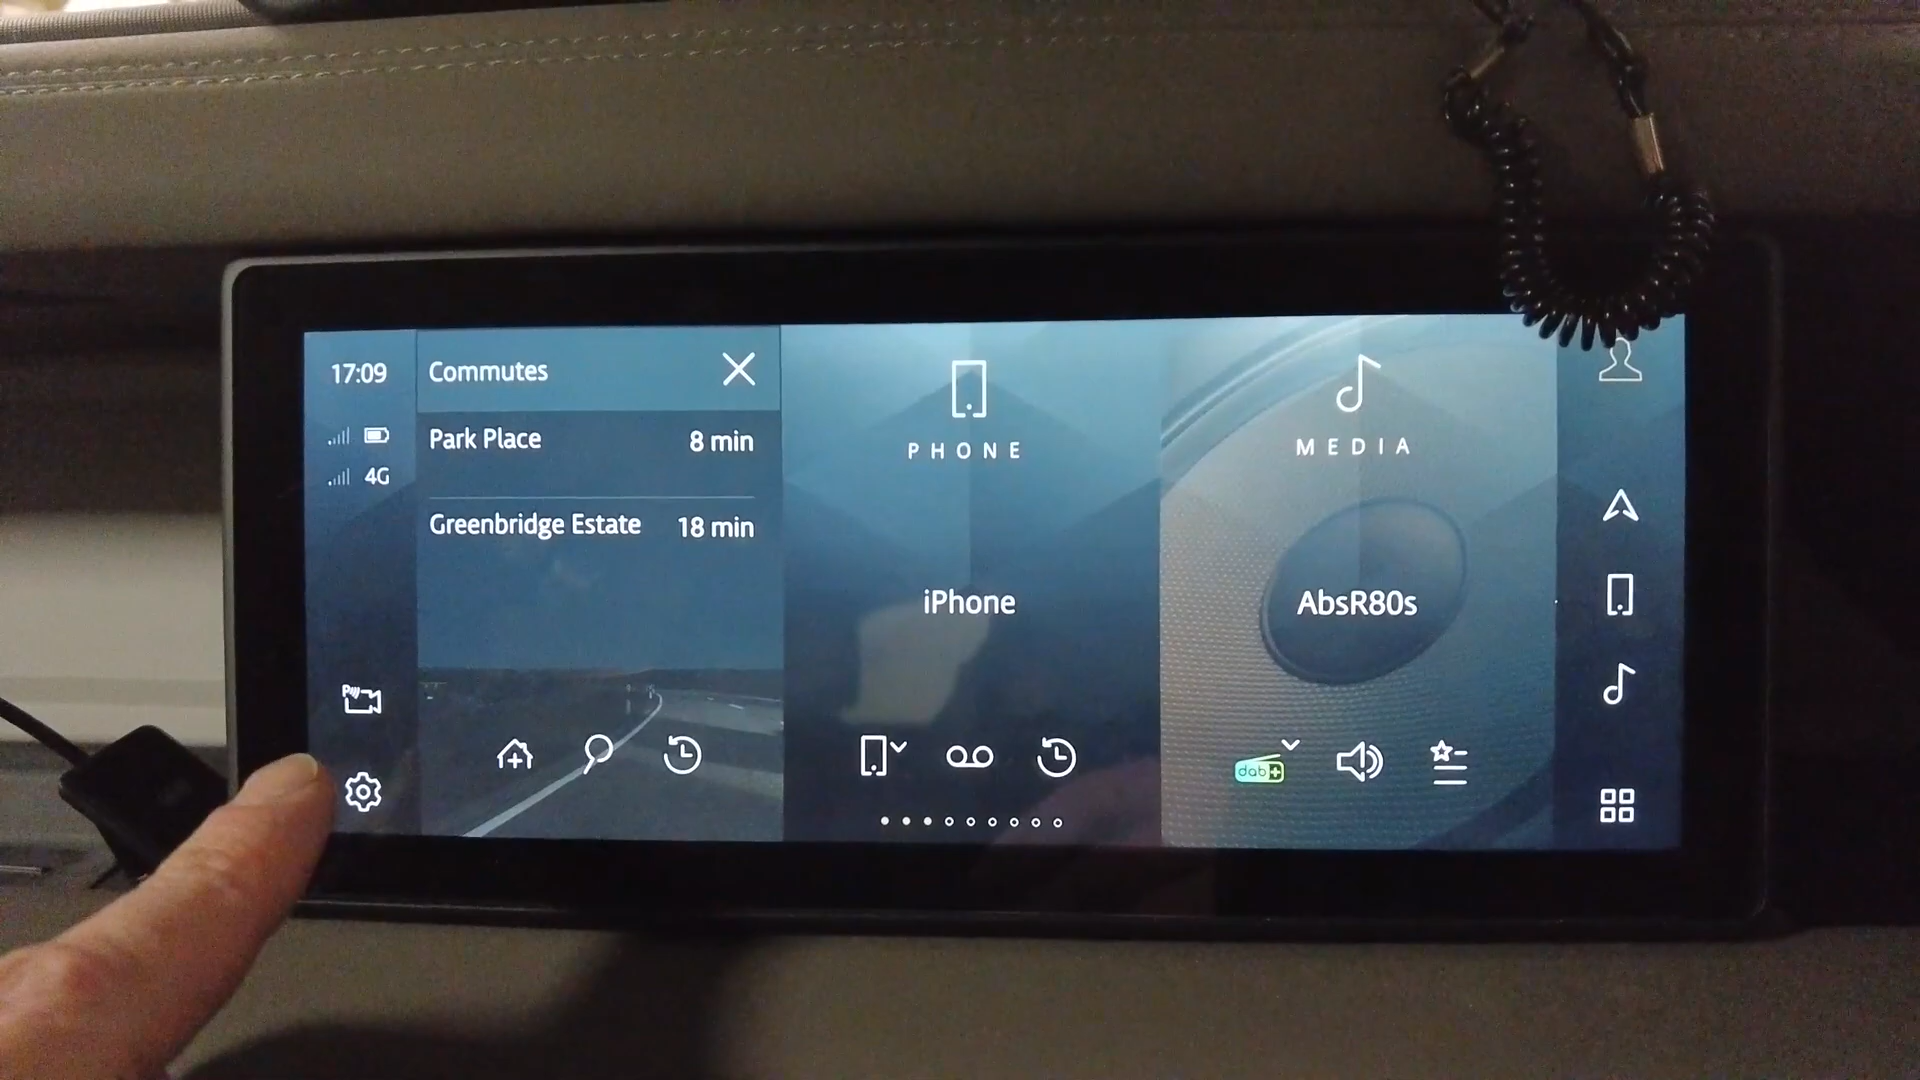 17:09
4G
Commutes
Park Place 8 min
Greenbridge Estate 18 min
PHONE
iPhone
MEDIA
AbsR80s
dab+
P